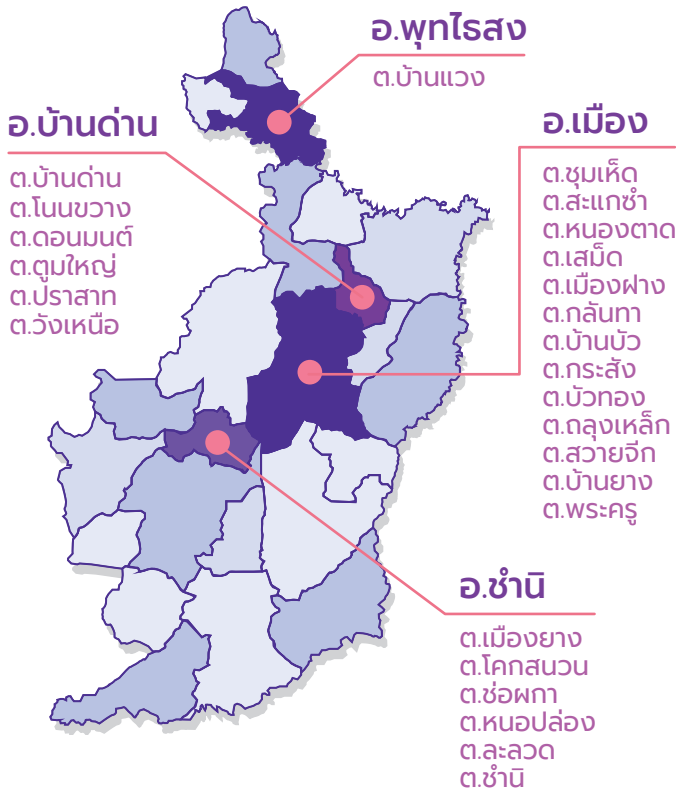 อ.พุทไธสง
ต.บ้านแวง
อ.บ้านด่าน
ต.บ้านด่าน
ต.โนนขวาง
ต.ดอนมนต์
ต.ตูมใหญ่
ต.ปราสาท
ต.วังเหนือ
อ.เมือง
ต.ชุมเห็ด
ต.สะแกซำ
ต.หนองตาด
ต.เสม็ด
ต.เมืองฝาง
ต.กลันทา
ต.บ้านบัว
ต.กระสัง
ต.บัวทอง
ต.ถลุงเหล็ก
ต.สวายจีก
ต.บ้านยาง
ต.พระครู
อ.ชำนิ
ต.เมืองยาง
ต.โคกสนวน
ต.ช่อผกา
ต.หนอปล่อง
ต.ละลวด
ต.ชำนิ